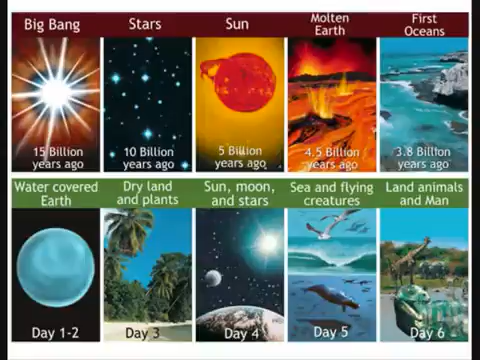 Big Bang
Stars
Sun
Molten
Earth
First
Oceans
15 Billion
years ago
10 Billion
years ago
5 Billion
years ago
4.5 Billion
years ago
3.8 Billion
years ago
Water covered
Earth
Dry land
and plants
Sun, moon,
and stars
Sea and flying
creatures
Land animals
and Man
Day 1-2
Day 3
Day 4
Day 5
Day 6